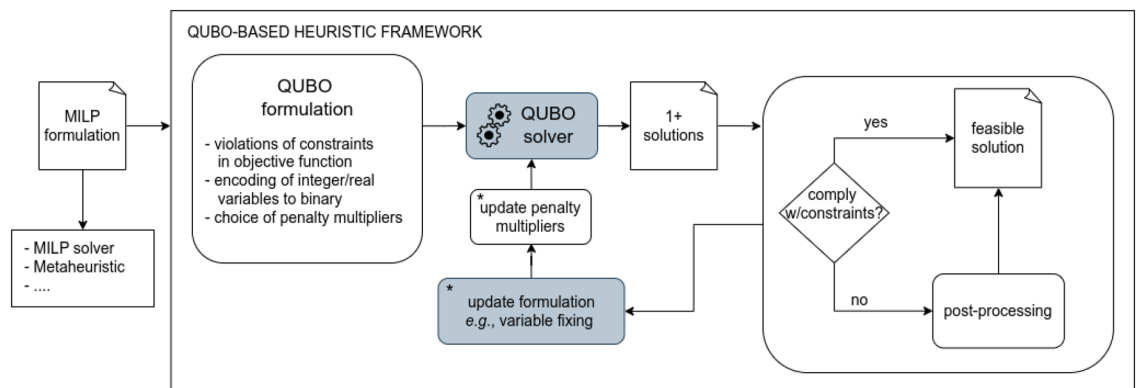 QUBO-BASED HEURISTIC FRAMEWORK
MILP
formulation
- MILP solver
- Metaheuristic
- ....
QUBO
formulation
- violations of constraints
in objective function
- encoding of integer/real
variables to binary
- choice of penalty multipliers
QUBO
solver
1+
solutions
* update penalty
multipliers
* update formulation
e.g., variable fixing
comply
w/constraints?
yes
no
feasible
solution
post-processing